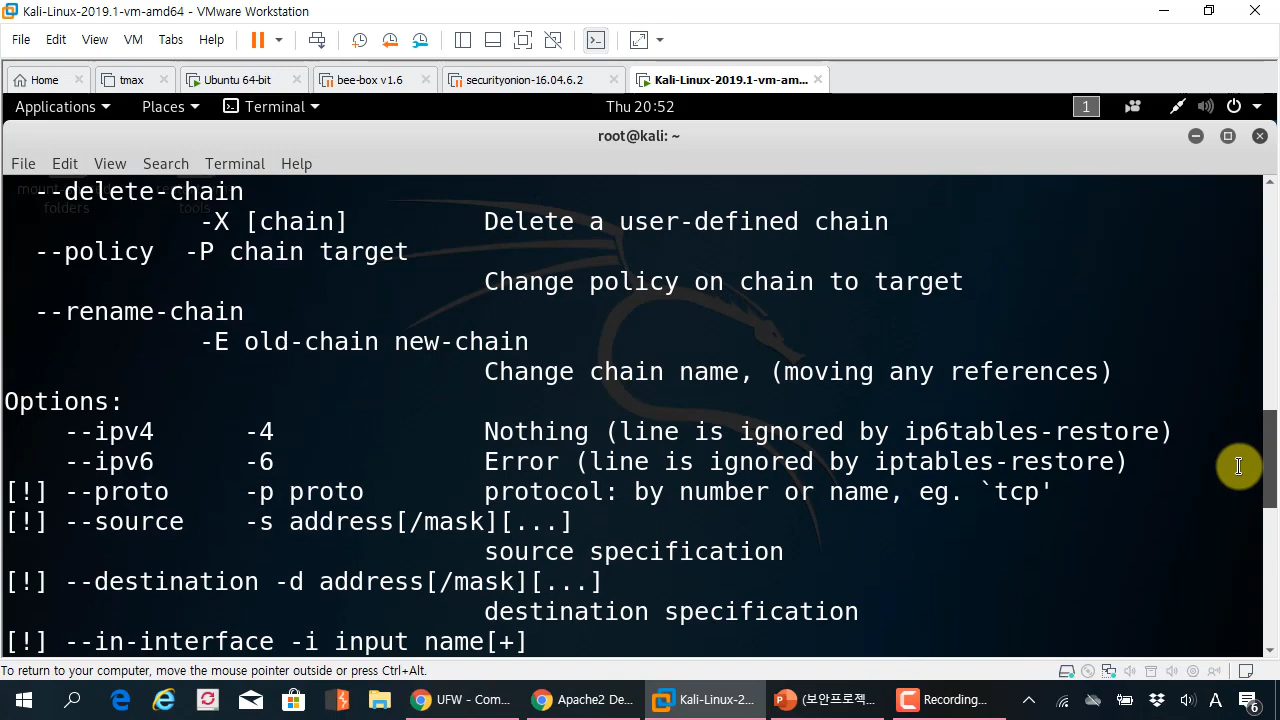 Kali-Linux-2019.1-vm-amd64 - VMware Workstation
File Edit View VM Tabs Help
Home tmax Ubuntu 64-bit bee-box v1.6 securityonion-16.04.6.2 Kali-Linux-2019.1-vm-am...
Applications Places Terminal Thu 20:52 1
root@kali: ~
File Edit View Search Terminal Help
folders tools
--delete-chain
-X [chain] Delete a user-defined chain
--policy -P chain target
Change policy on chain to target
--rename-chain
-E old-chain new-chain
Change chain name, (moving any references)
Options:
--ipv4 -4 Nothing (line is ignored by ip6tables-restore)
--ipv6 -6 Error (line is ignored by iptables-restore)
[!] --proto -p proto protocol: by number or name, eg. `tcp'
[!] --source -s address[/mask][...]
source specification
[!] --destination -d address[/mask][...]
destination specification
[!] --in-interface -i input name[+]
To return to your computer, move the mouse pointer outside or press Ctrl+Alt.
UFW - Com... Apache2 De... Kali-Linux-2... (보안프로젝... Recording... A 6